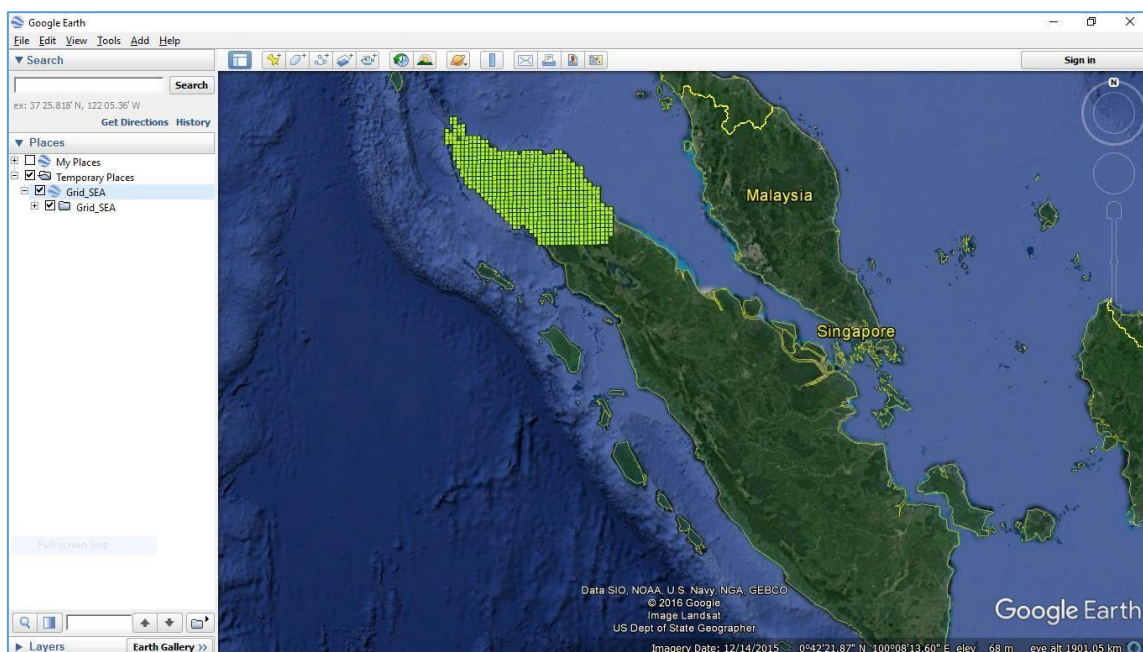 Google Earth
File Edit View Tools Add Help
Search
Search
ex: 37 25.818' N, 122 05.36' W
Get Directions History
Places
My Places
Temporary Places
Grid_SEA
Grid_SEA
Full-screen Snip
Layers
Earth Gallery >>
Sign in
N
Malaysia
Singapore
Data SIO, NOAA, U.S. Navy, NGA, GEBCO
© 2016 Google
Image Landsat
US Dept of State Geographer
Google Earth
Imagery Date: 12/14/2015 0°42'21.87" N 100°08'13.60" E elev 68 m eye alt 1901.05 km